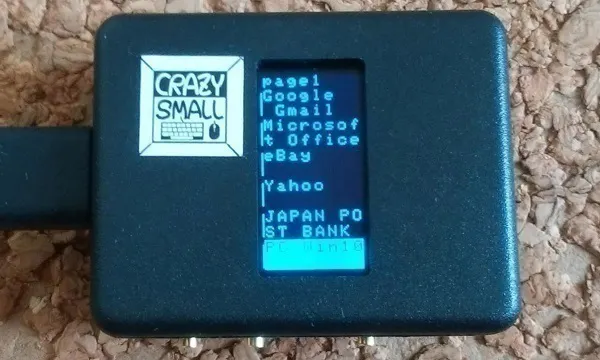 CRAZY
SMALL
page1
Google
Gmail
Microsof
t Office
eBay
Yahoo
JAPAN PO
ST BANK
PC Win10